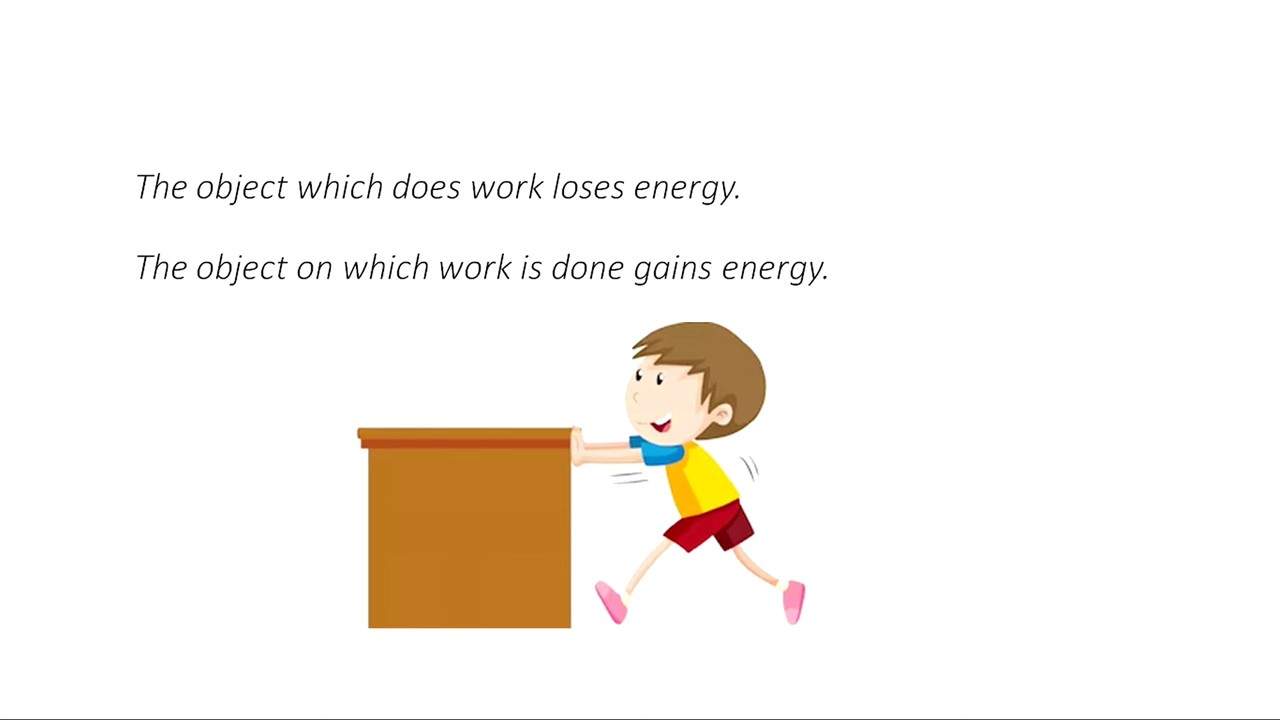 The object which does work loses energy.
The object on which work is done gains energy.